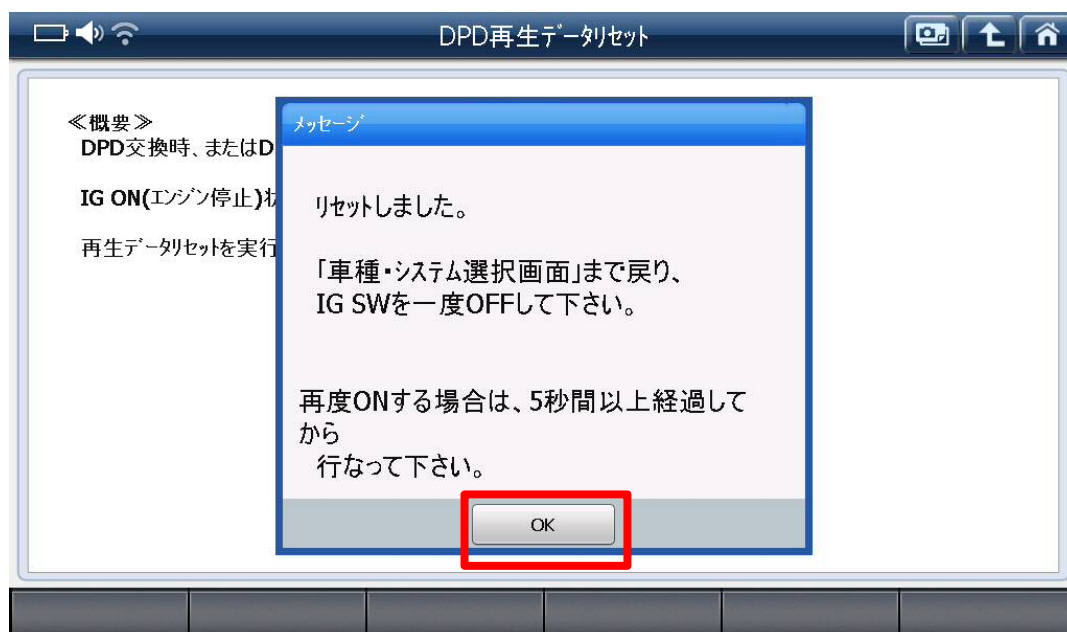 DPD再生ﾃﾞｰﾀﾘｾｯﾄ
≪概要≫
DPD交換時、またはD
IG ON(ｴﾝｼﾞﾝ停止)状
再生ﾃﾞｰﾀﾘｾｯﾄを実行
ﾒｯｾｰｼﾞ
ﾘｾｯﾄしました。
「車種・ｼｽﾃﾑ選択画面」まで戻り、
IG SWを一度OFFして下さい。
再度ONする場合は、5秒間以上経過して
から
行なって下さい。
OK